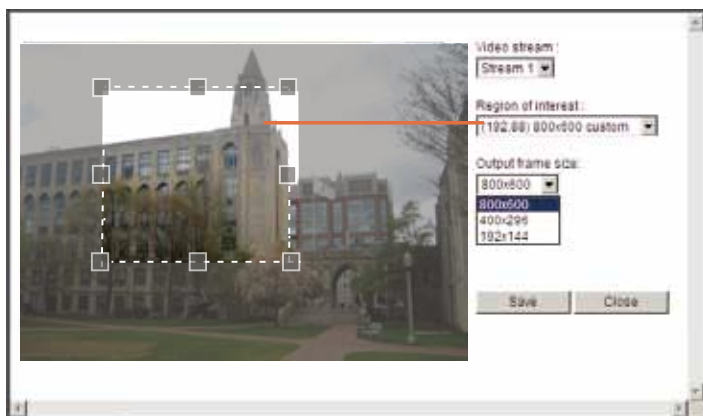 Video stream :
Stream 1
Region of interest :
(192,88) 800x600 custom
Output frame size:
800x600
800x600
400x296
192x144
Save
Close